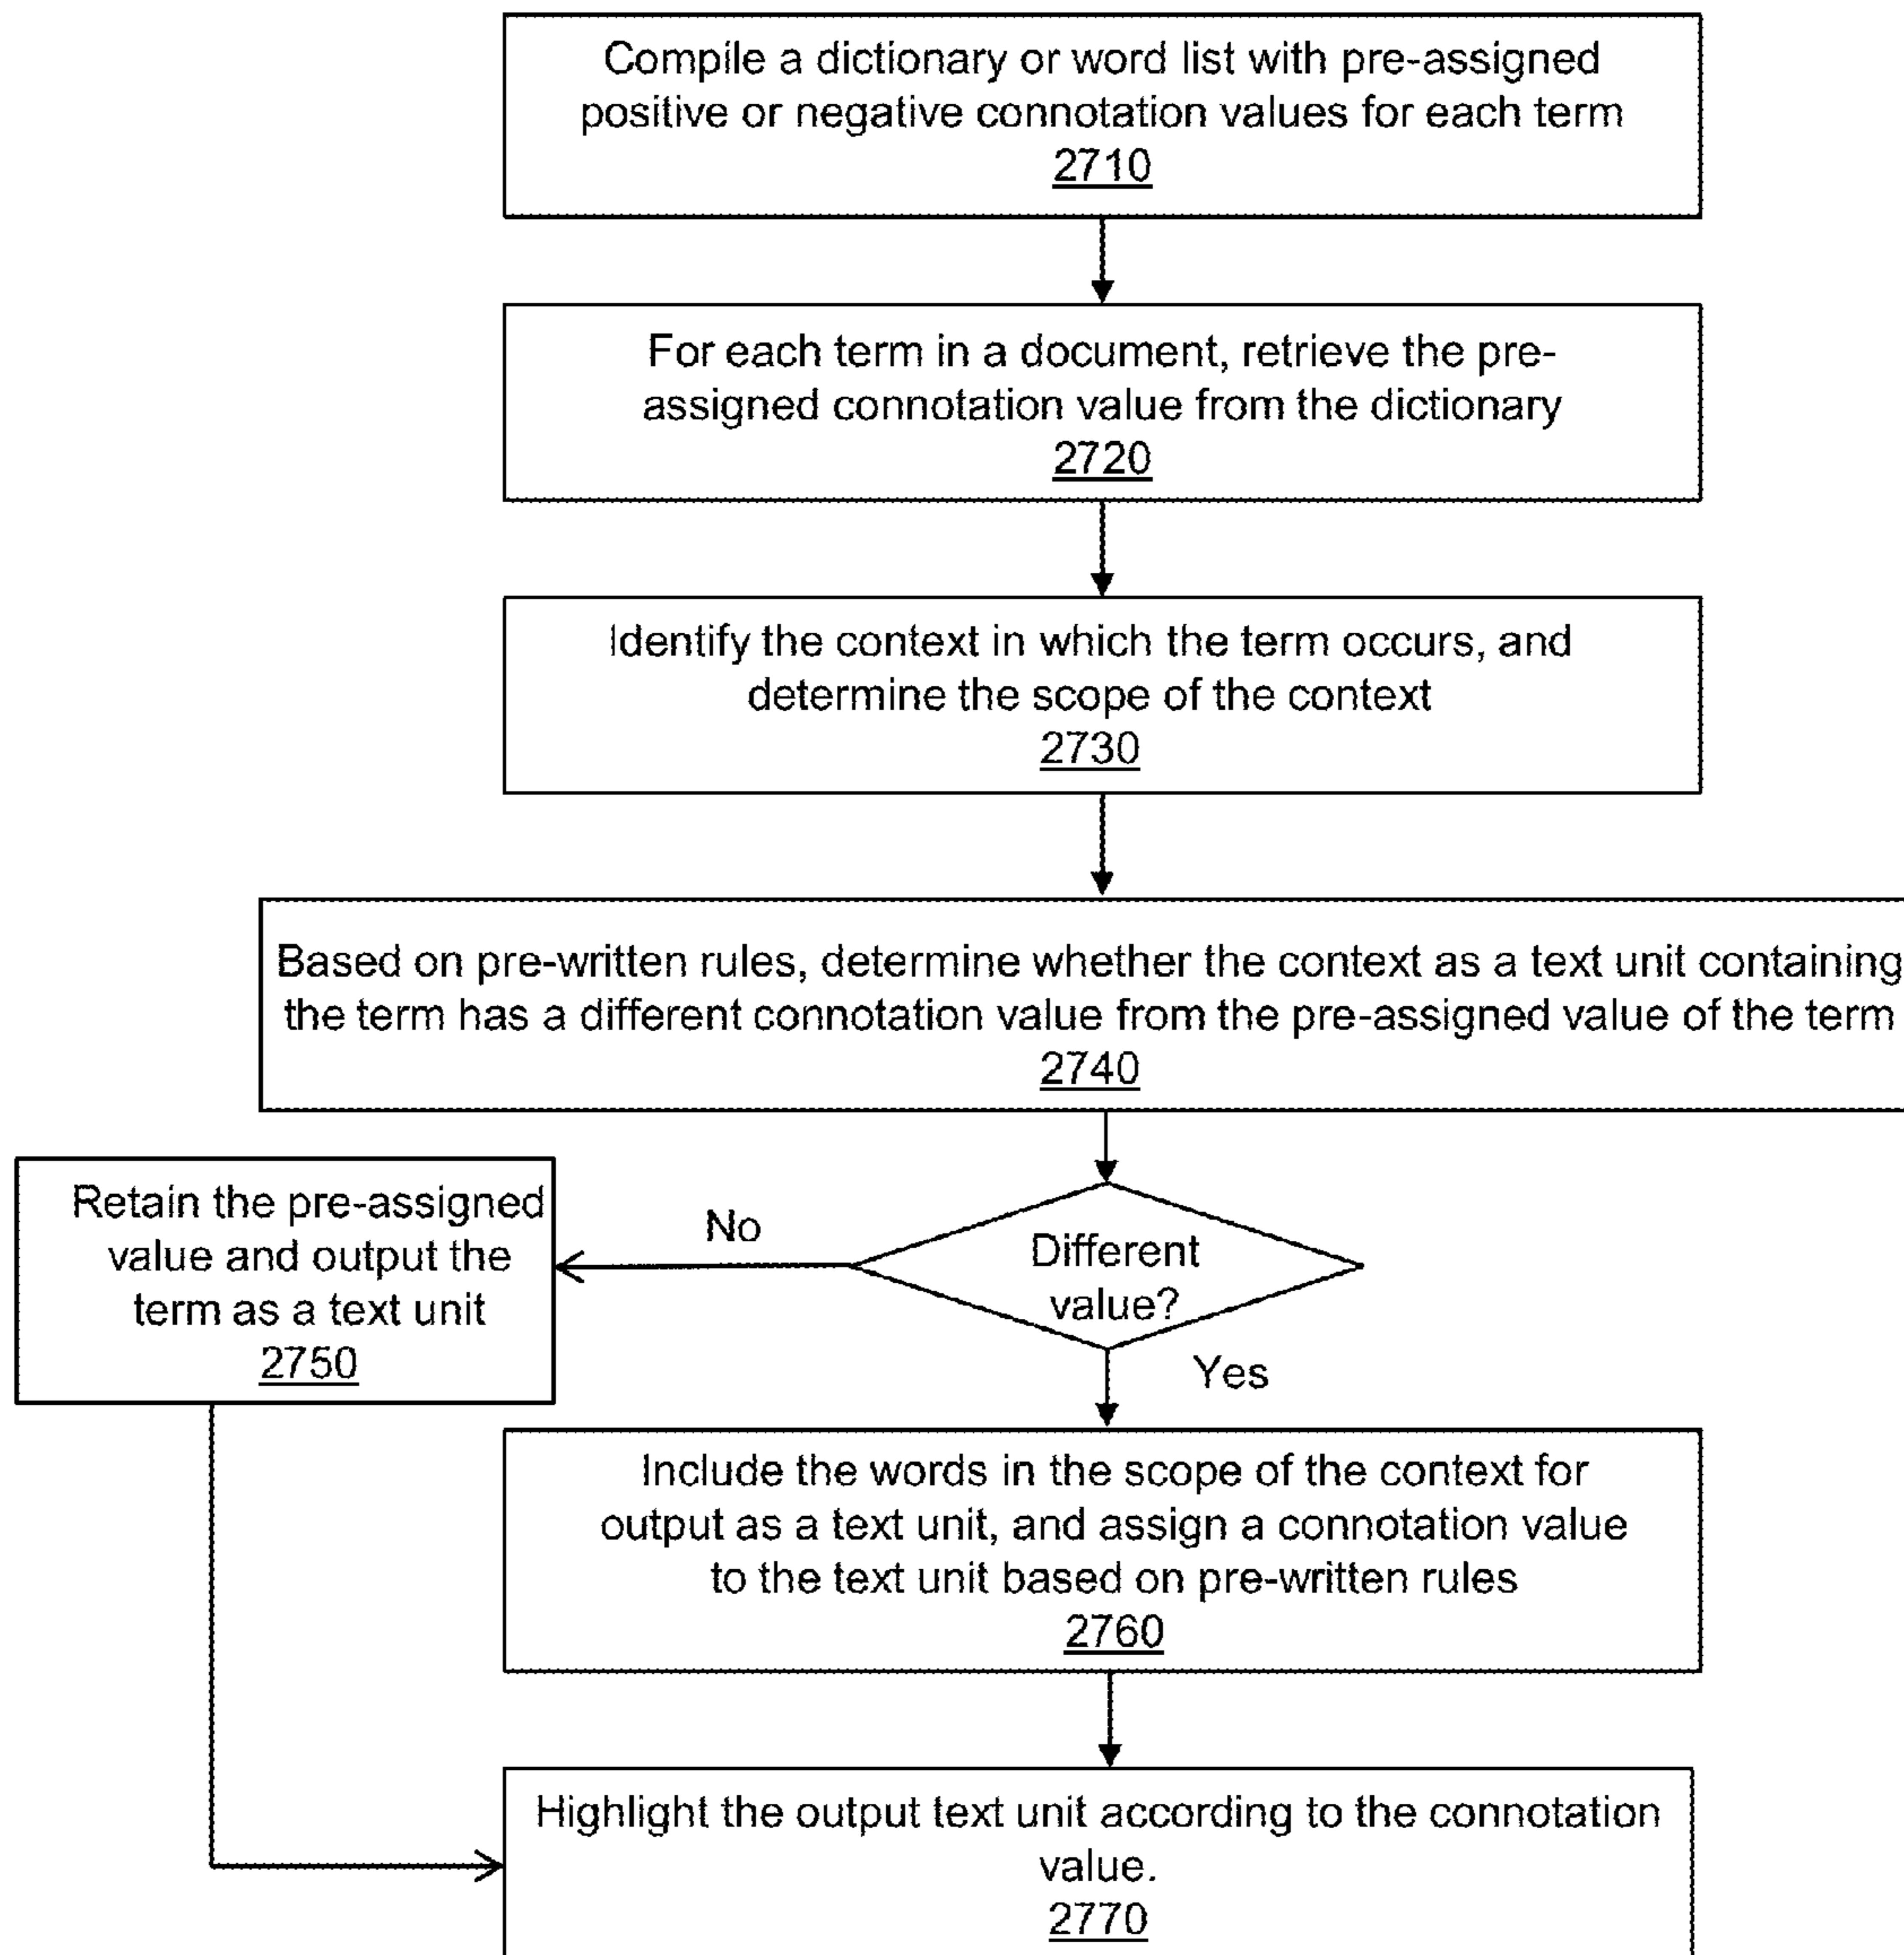 Compile a dictionary or word list with pre-assigned
positive or negative connotation values for each term
2710
For each term in a document, retrieve the pre-
assigned connotation value from the dictionary
2720
Identify the context in which the term occurs, and
determine the scope of the context
2730
Based on pre-written rules, determine whether the context as a text unit containing
the term has a different connotation value from the pre-assigned value of the term
2740
Different
value?
No
Retain the pre-assigned
value and output the
term as a text unit
2750
Yes
Include the words in the scope of the context for
output as a text unit, and assign a connotation value
to the text unit based on pre-written rules
2760
Highlight the output text unit according to the connotation
value.
2770